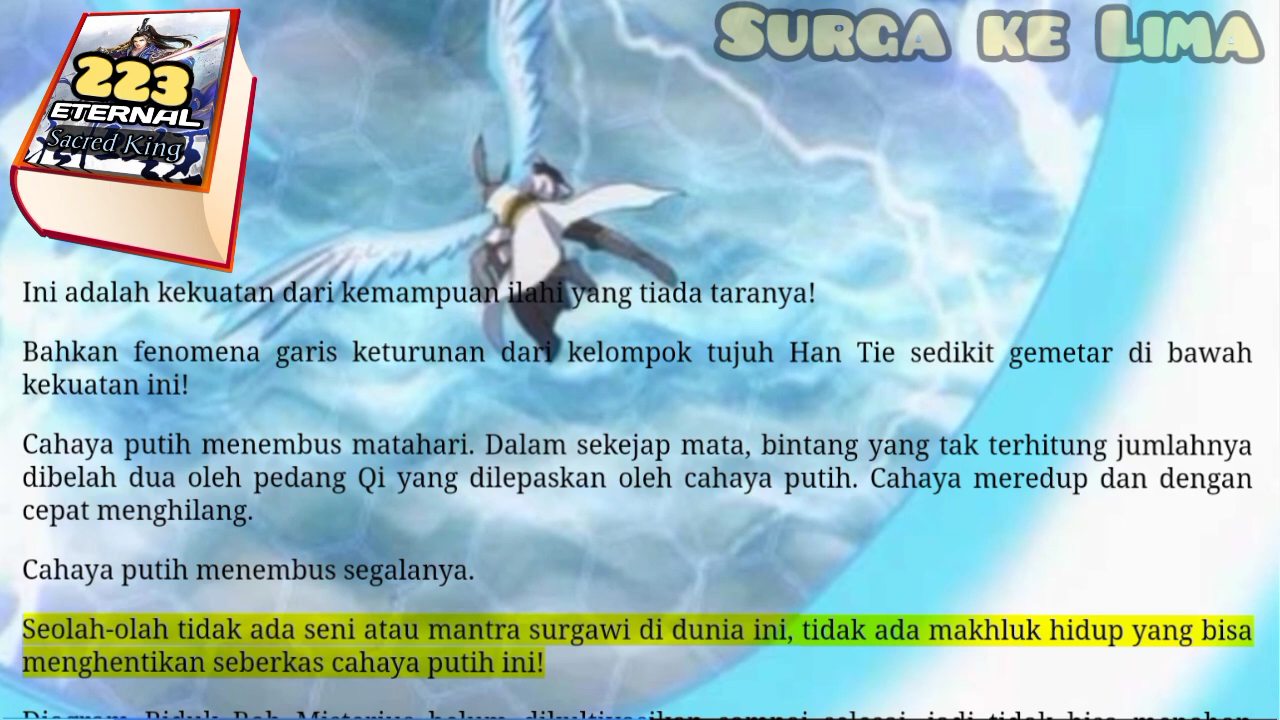 SURGA KE LIMA
223
ETERNAL
Sacred King
Ini adalah kekuatan dari kemampuan ilahi yang tiada taranya!
Bahkan fenomena garis keturunan dari kelompok tujuh Han Tie sedikit gemetar di bawah
kekuatan ini!
Cahaya putih menembus matahari. Dalam sekejap mata, bintang yang tak terhitung jumlahnya
dibelah dua oleh pedang Qi yang dilepaskan oleh cahaya putih. Cahaya meredup dan dengan
cepat menghilang.
Cahaya putih menembus segalanya.
Seolah-olah tidak ada seni atau mantra surgawi di dunia ini, tidak ada makhluk hidup yang bisa
menghentikan seberkas cahaya putih ini!